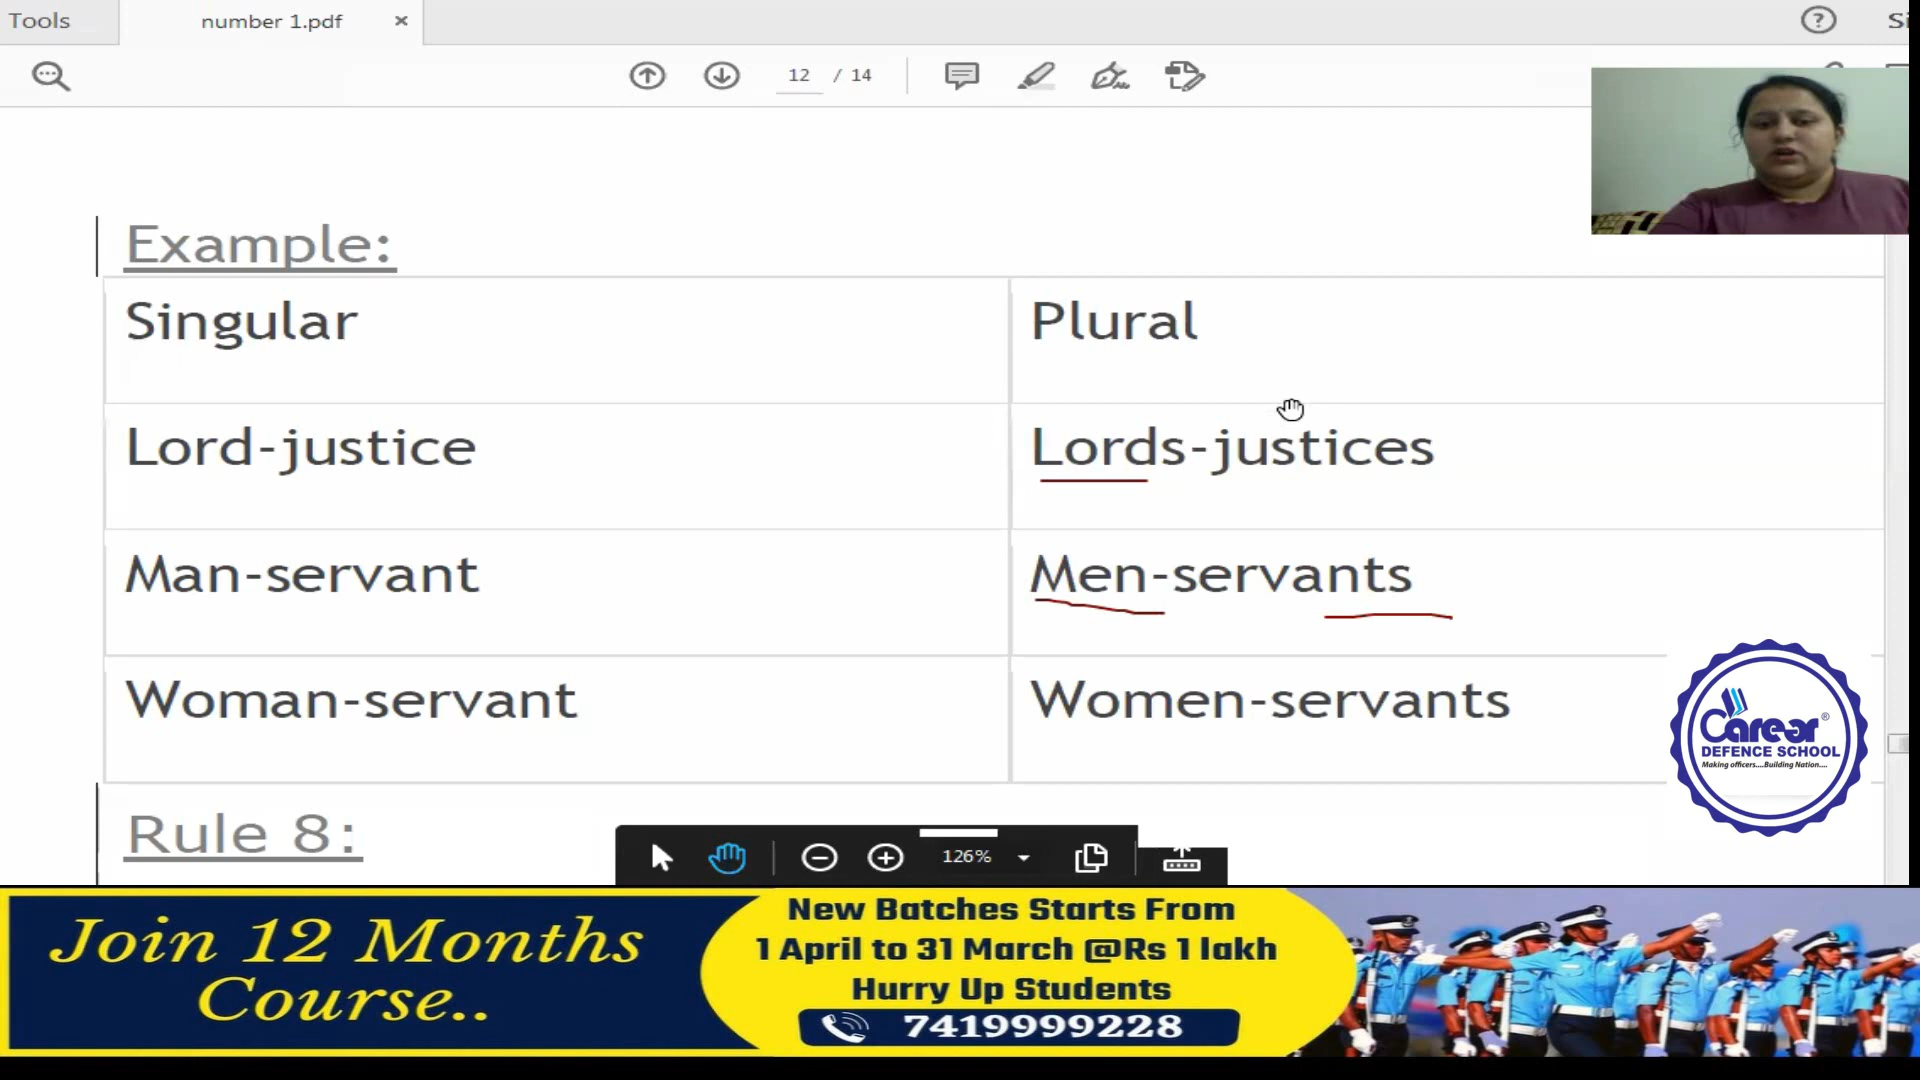 Tools
number 1.pdf
12 / 14
Example:
Singular
Plural
Lord-justice
Lords-justices
Man-servant
Men-servants
Woman-servant
Women-servants
Rule 8:
126%
Carear
DEFENCE SCHOOL
Making officers....Building Nation....
Join 12 Months
Course..
New Batches Starts From
1 April to 31 March @Rs 1 lakh
Hurry Up Students
7419999228